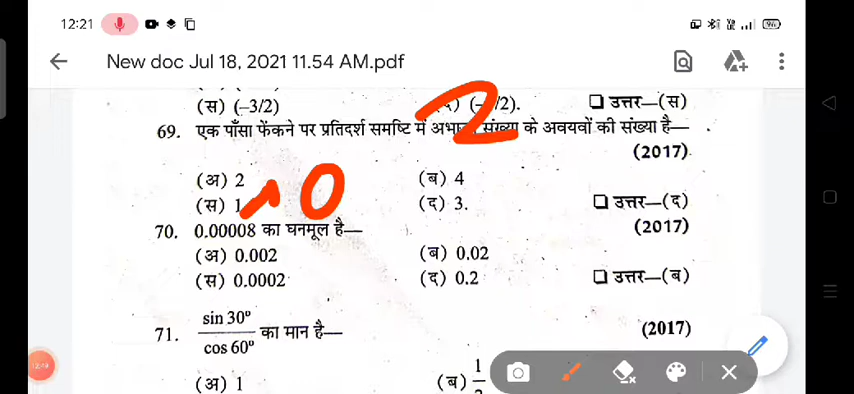 12:21
New doc Jul 18, 2021 11.54 AM.pdf
(स) (–3/2) (द) (–1/2). ❑ उत्तर—(स)
2
69. एक पाँसा फेंकने पर प्रतिदर्श समष्टि में अभाज्य संख्या के अवयवों की संख्या है—
(2017)
(अ) 2 (ब) 4
(स) 1 (द) 3. ❑ उत्तर—(द)
0
70. 0.00008 का घनमूल है— (2017)
(अ) 0.002 (ब) 0.02
(स) 0.0002 (द) 0.2 ❑ उत्तर—(ब)
71. sin 30° / cos 60° का मान है— (2017)
(अ) 1 (ब) 1